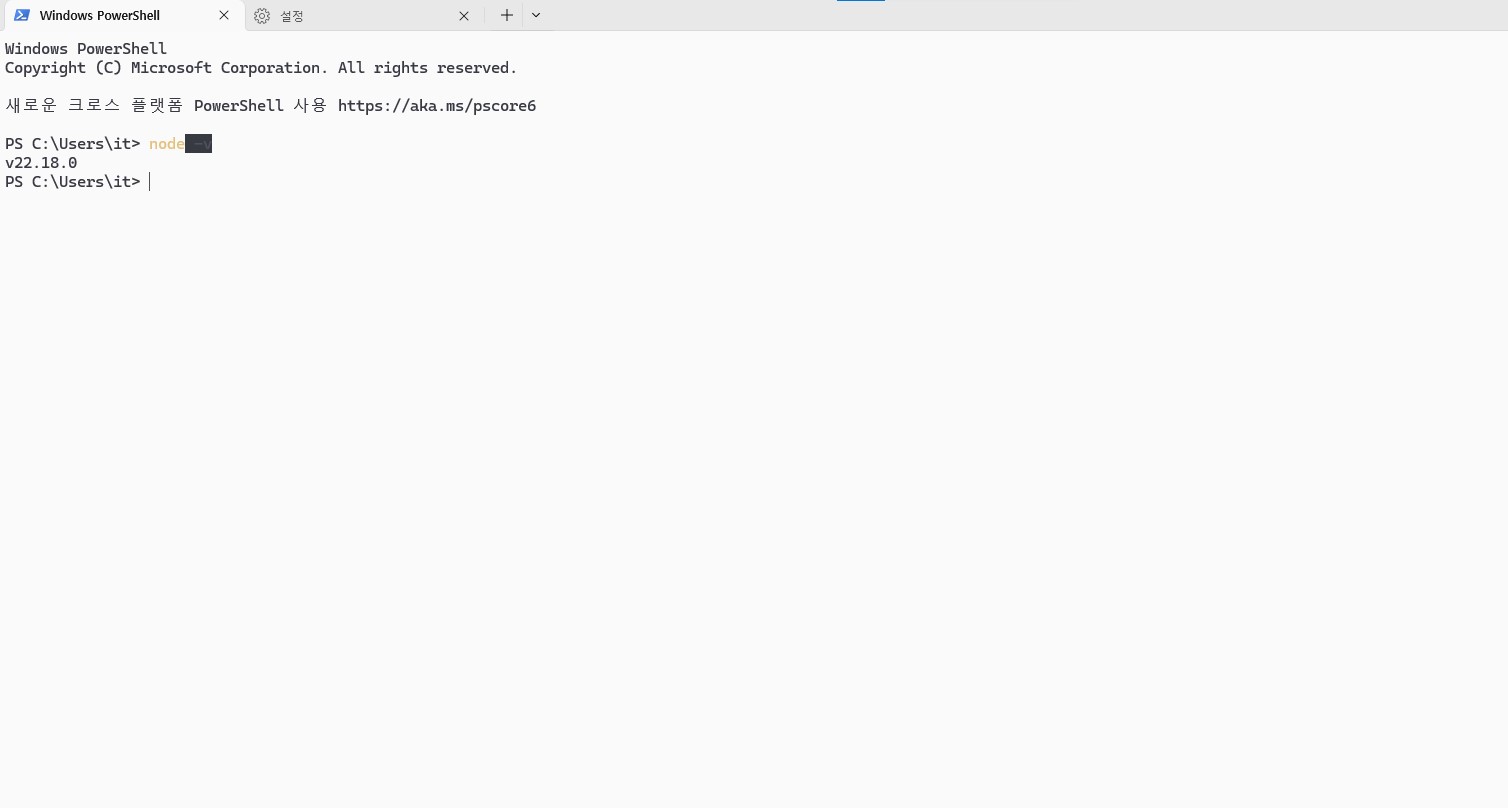 Windows PowerShell
설정
Windows PowerShell
Copyright (C) Microsoft Corporation. All rights reserved.
새로운 크로스 플랫폼 PowerShell 사용 https://aka.ms/pscore6
PS C:\Users\it> node -v
v22.18.0
PS C:\Users\it>